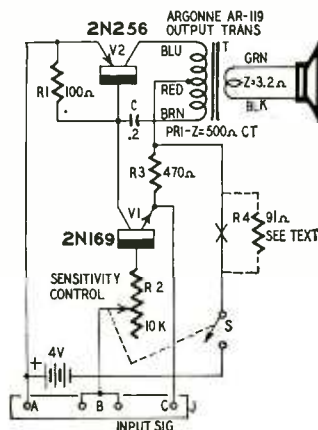 2N256
ARGONNE AR-119
OUTPUT TRANS
V2
BLU
T
GRN
R1
100Ω
C
.2
RED
Z=3.2Ω
BRN
BLK
PRI-Z=500Ω CT
R3
470Ω
V1
2N169
R4
91Ω
SEE TEXT
SENSITIVITY
CONTROL
R2
10K
S
+
4V
A
B
C
J
INPUT SIG